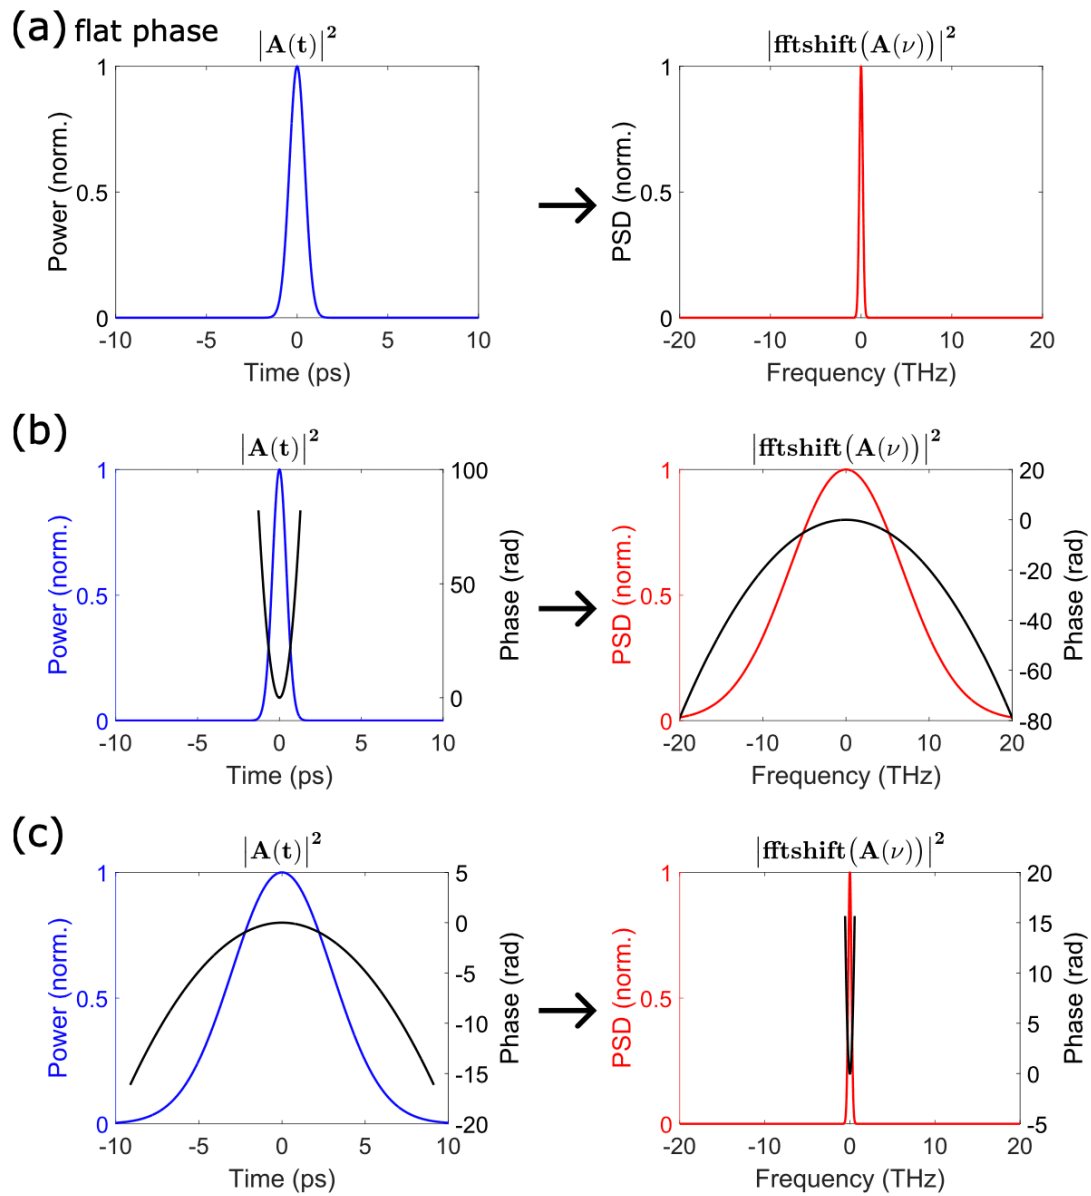 (a) flat phase
|A(t)|²
Power (norm.)
1
0.5
0
-10 -5 0 5 10
Time (ps)
|fftshift(A(ν))|²
PSD (norm.)
1
0.5
0
-20 -10 0 10 20
Frequency (THz)
(b)
|A(t)|²
Power (norm.)
1
0.5
0
100
50
0
Phase (rad)
-10 -5 0 5 10
Time (ps)
|fftshift(A(ν))|²
PSD (norm.)
1
0.5
0
20
0
-20
-40
-60
-80
Phase (rad)
-20 -10 0 10 20
Frequency (THz)
(c)
|A(t)|²
Power (norm.)
1
0.5
0
5
0
-5
-10
-15
-20
Phase (rad)
-10 -5 0 5 10
Time (ps)
|fftshift(A(ν))|²
PSD (norm.)
1
0.5
0
20
15
10
5
0
-5
Phase (rad)
-20 -10 0 10 20
Frequency (THz)